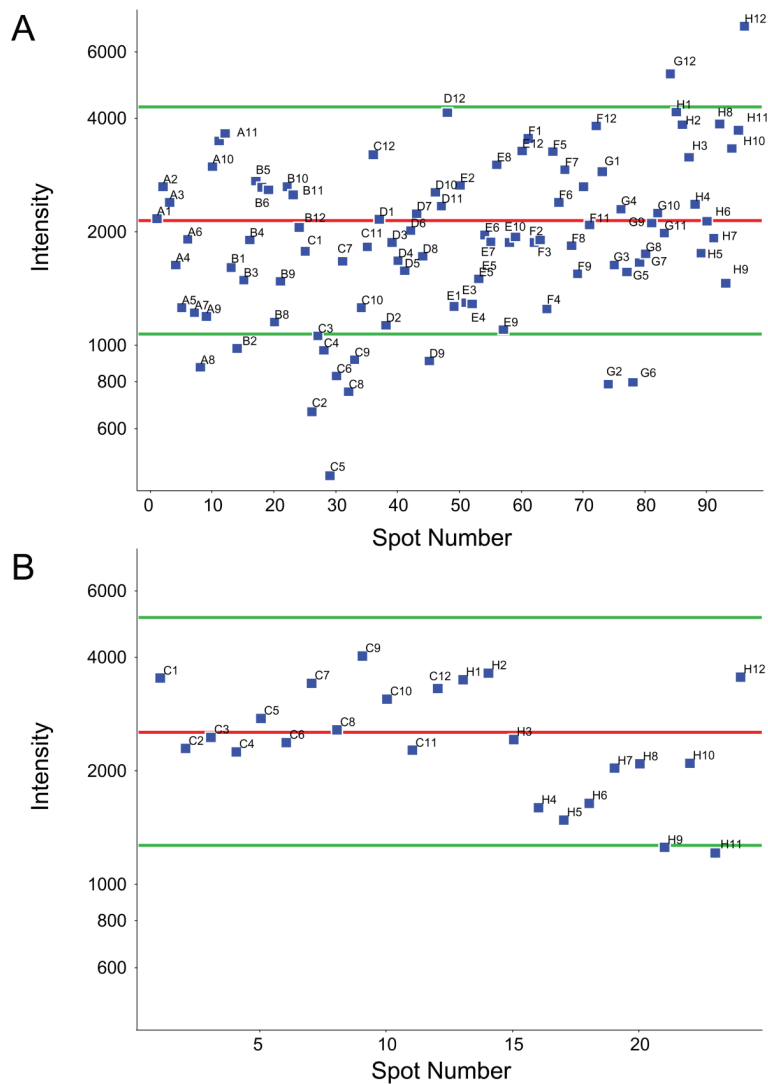 A
6000
4000
2000
1000
800
600
Intensity
H12
G12
D12
H1
H2
H8
H11
H10
H3
F12
F1
E12
F5
A11
A10
C12
E8
F7
G1
A2
A3
B5
B6
B10
B11
D10
E2
D11
F6
G4
G10
H4
A1
D1
D7
D6
F11
G9
G11
H6
A6
B4
B12
C1
C11
D3
E6
E10
F2
F3
E7
F8
G8
H7
H5
A4
B1
B3
C7
D4
D5
D8
E5
E5
F9
G3
G5
G7
B9
H9
A5
A7
A9
B8
C10
D2
E1
E3
E4
F4
E9
C3
A8
B2
C4
C9
D9
C6
C8
G2
G6
C2
C5
0 10 20 30 40 50 60 70 80 90
Spot Number
B
6000
4000
2000
1000
800
600
Intensity
C1
C2
C3
C4
C5
C6
C7
C8
C9
C10
C11
C12
H1
H2
H3
H4
H5
H6
H7
H8
H9
H10
H11
H12
5 10 15 20
Spot Number